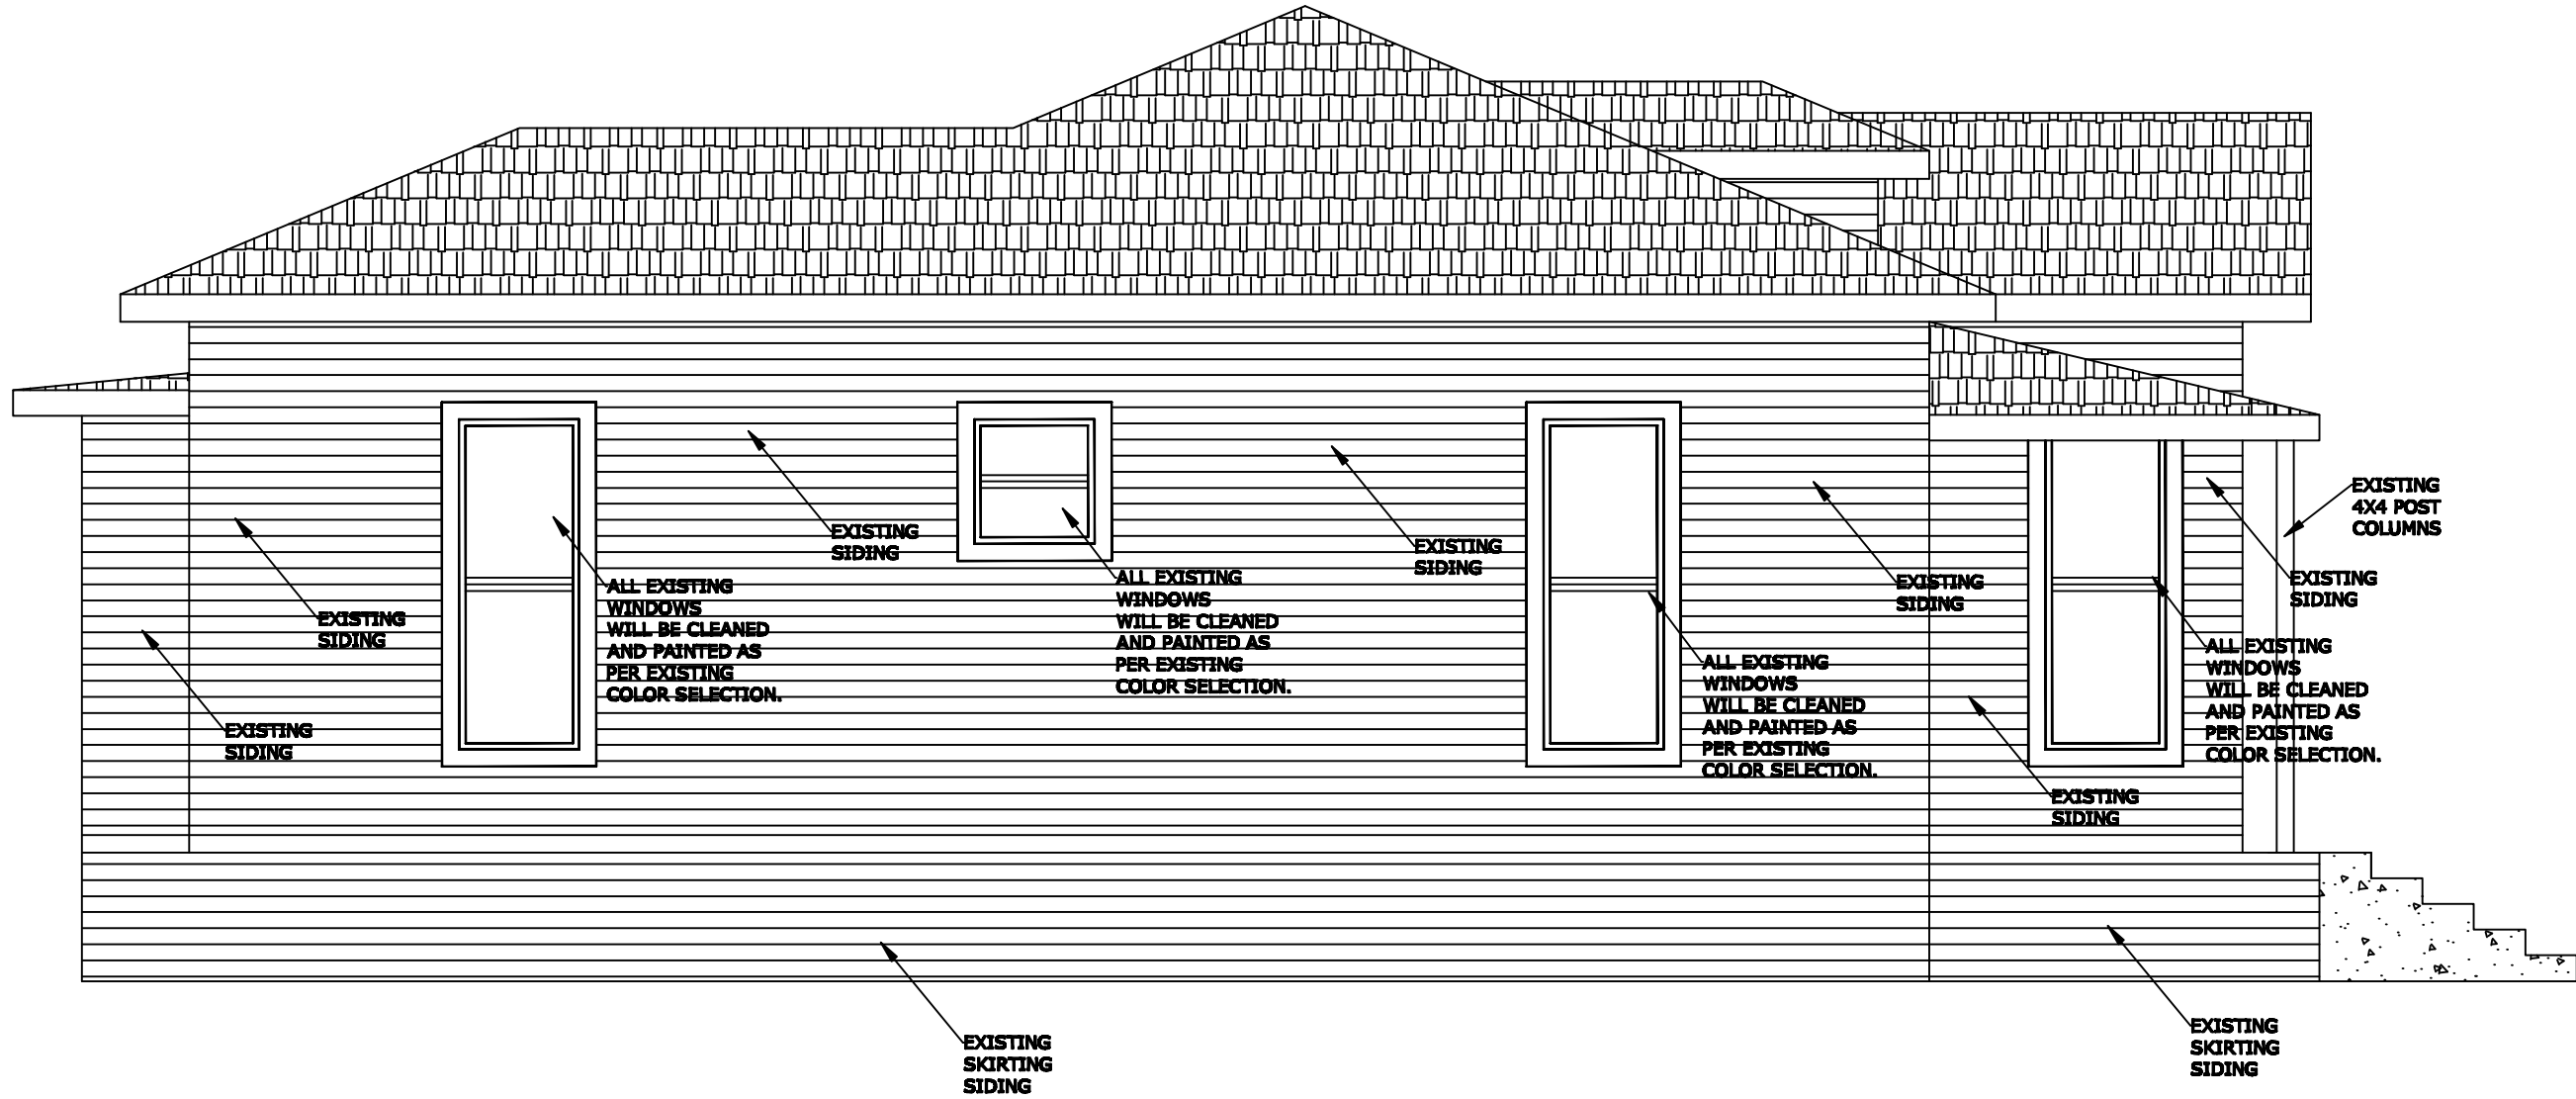 EXISTING
4X4 POST
COLUMNS
EXISTING
SIDING
EXISTING
SIDING
EXISTING
SIDING
EXISTING
SIDING
EXISTING
SIDING
EXISTING
SIDING
EXISTING
SIDING
ALL EXISTING
WINDOWS
WILL BE CLEANED
AND PAINTED AS
PER EXISTING
COLOR SELECTION.
ALL EXISTING
WINDOWS
WILL BE CLEANED
AND PAINTED AS
PER EXISTING
COLOR SELECTION.
ALL EXISTING
WINDOWS
WILL BE CLEANED
AND PAINTED AS
PER EXISTING
COLOR SELECTION.
ALL EXISTING
WINDOWS
WILL BE CLEANED
AND PAINTED AS
PER EXISTING
COLOR SELECTION.
EXISTING
SKIRTING
SIDING
EXISTING
SKIRTING
SIDING